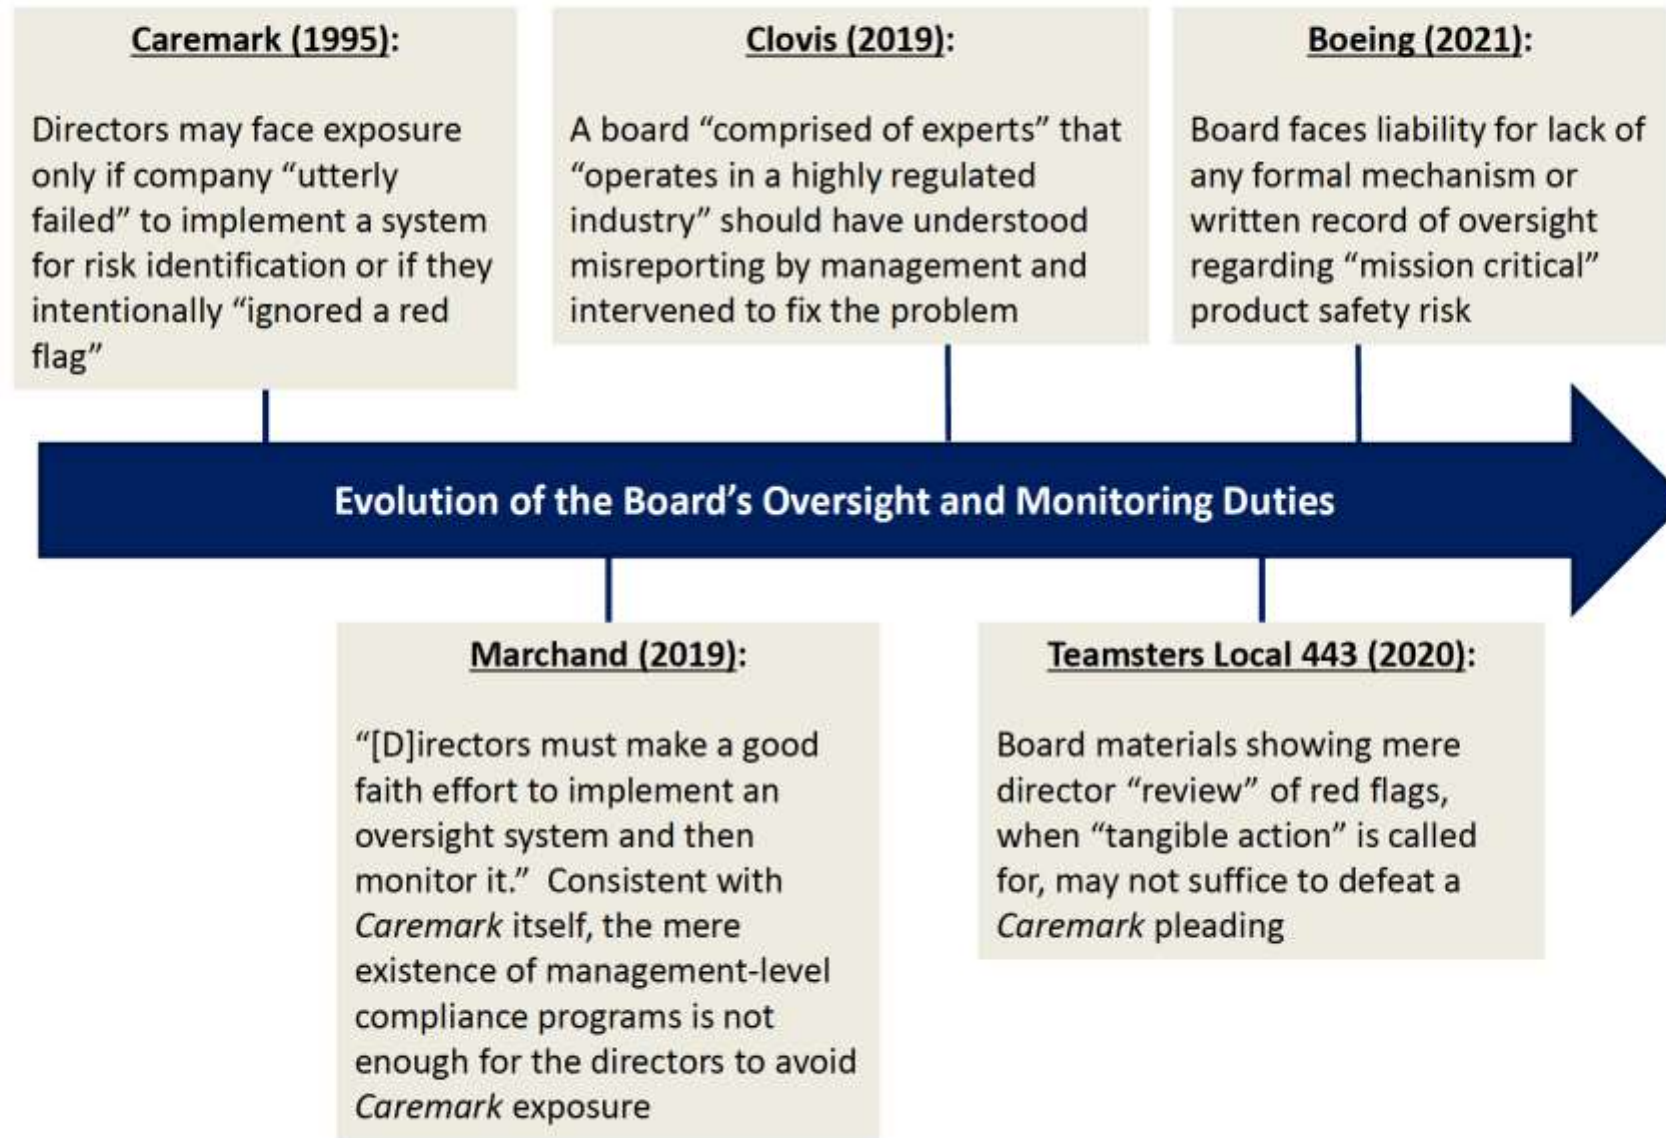 Caremark (1995):
Directors may face exposure
only if company “utterly
failed” to implement a system
for risk identification or if they
intentionally “ignored a red
flag”
Clovis (2019):
A board “comprised of experts” that
“operates in a highly regulated
industry” should have understood
misreporting by management and
intervened to fix the problem
Boeing (2021):
Board faces liability for lack of
any formal mechanism or
written record of oversight
regarding “mission critical”
product safety risk
Evolution of the Board’s Oversight and Monitoring Duties
Marchand (2019):
“[D]irectors must make a good
faith effort to implement an
oversight system and then
monitor it.”  Consistent with
Caremark itself, the mere
existence of management-level
compliance programs is not
enough for the directors to avoid
Caremark exposure
Teamsters Local 443 (2020):
Board materials showing mere
director “review” of red flags,
when “tangible action” is called
for, may not suffice to defeat a
Caremark pleading